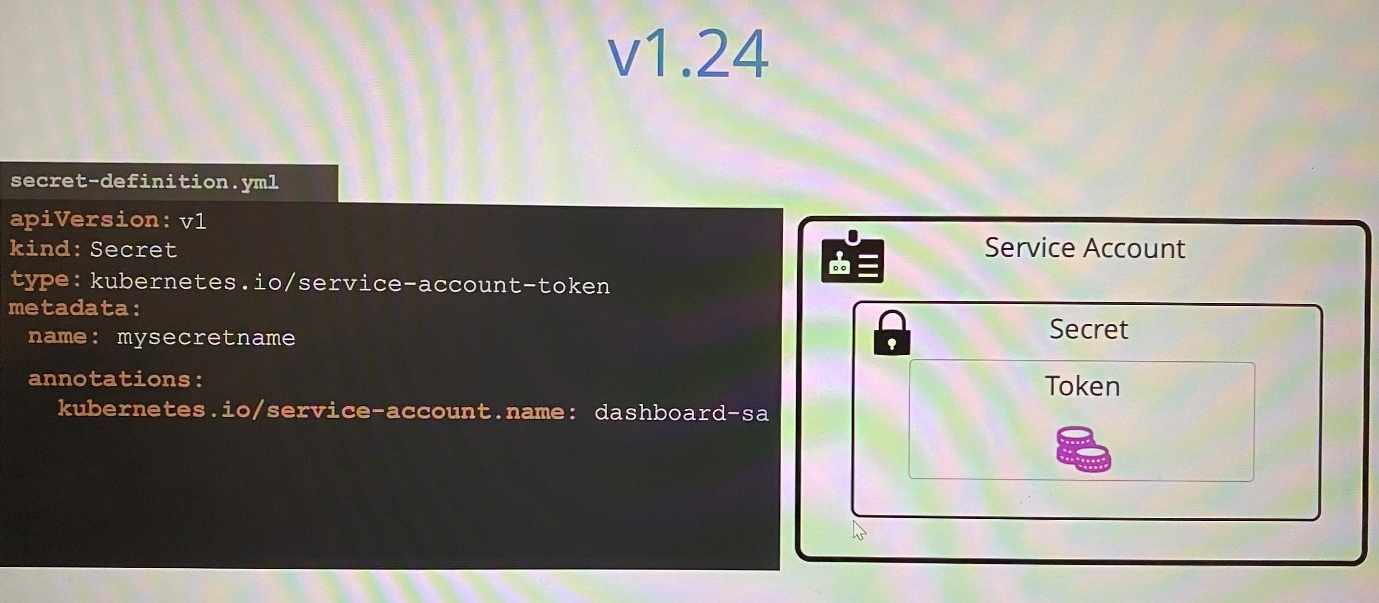 v1.24
secret-definition.yml
apiVersion: v1
kind: Secret
type: kubernetes.io/service-account-token
metadata:
name: mysecretname
annotations:
kubernetes.io/service-account.name: dashboard-sa
Service Account
Secret
Token